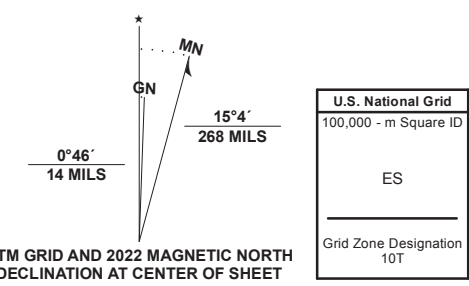 MN
GN
15°4´
268 MILS
0°46´
14 MILS
TM GRID AND 2022 MAGNETIC NORTH
DECLINATION AT CENTER OF SHEET
U.S. National Grid
100,000 - m Square ID
ES
Grid Zone Designation
10T